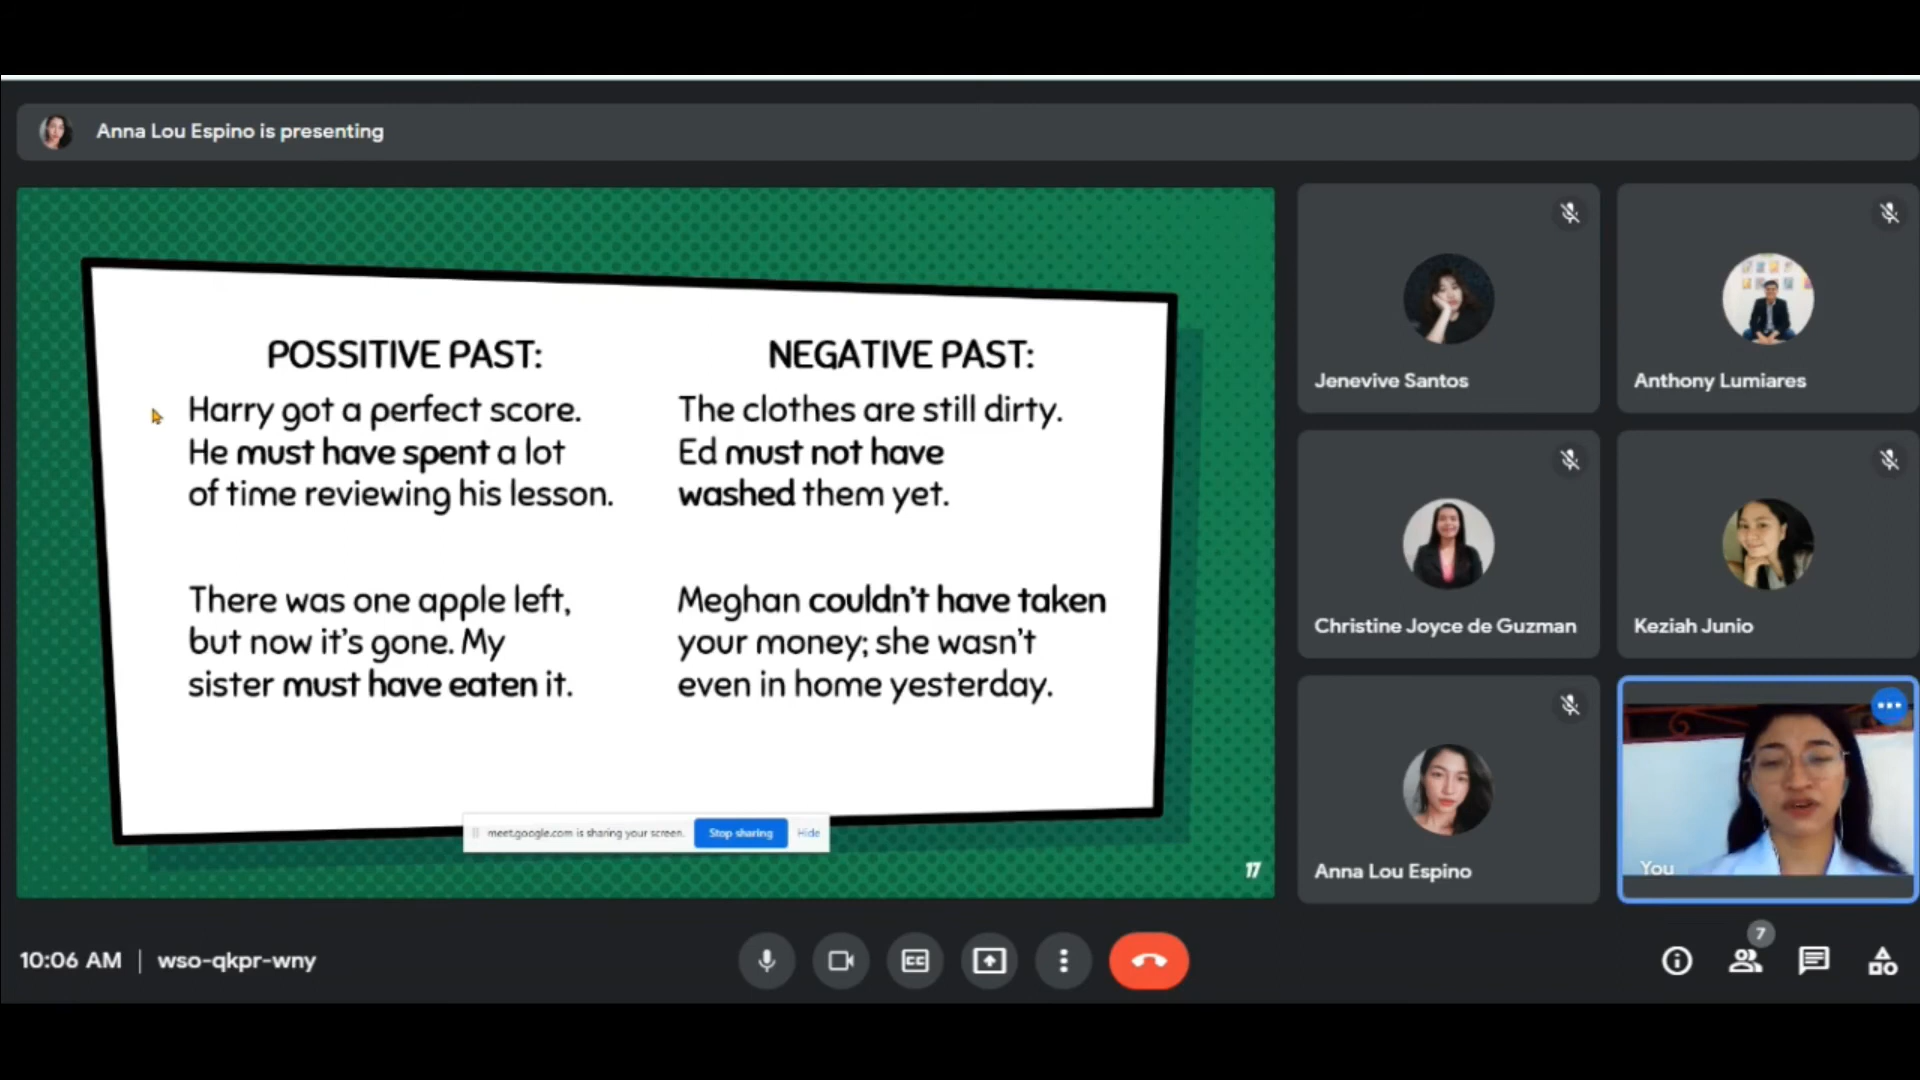 Anna Lou Espino is presenting
POSSITIVE PAST:
Harry got a perfect score.
He must have spent a lot
of time reviewing his lesson.
There was one apple left,
but now it's gone. My
sister must have eaten it.
NEGATIVE PAST:
The clothes are still dirty.
Ed must not have
washed them yet.
Meghan couldn't have taken
your money; she wasn't
even in home yesterday.
meet.google.com is sharing your screen.
Stop sharing
Hide
17
Jenevive Santos
Anthony Lumiares
Christine Joyce de Guzman
Keziah Junio
Anna Lou Espino
You
10:06 AM | wso-qkpr-wny
CC
7